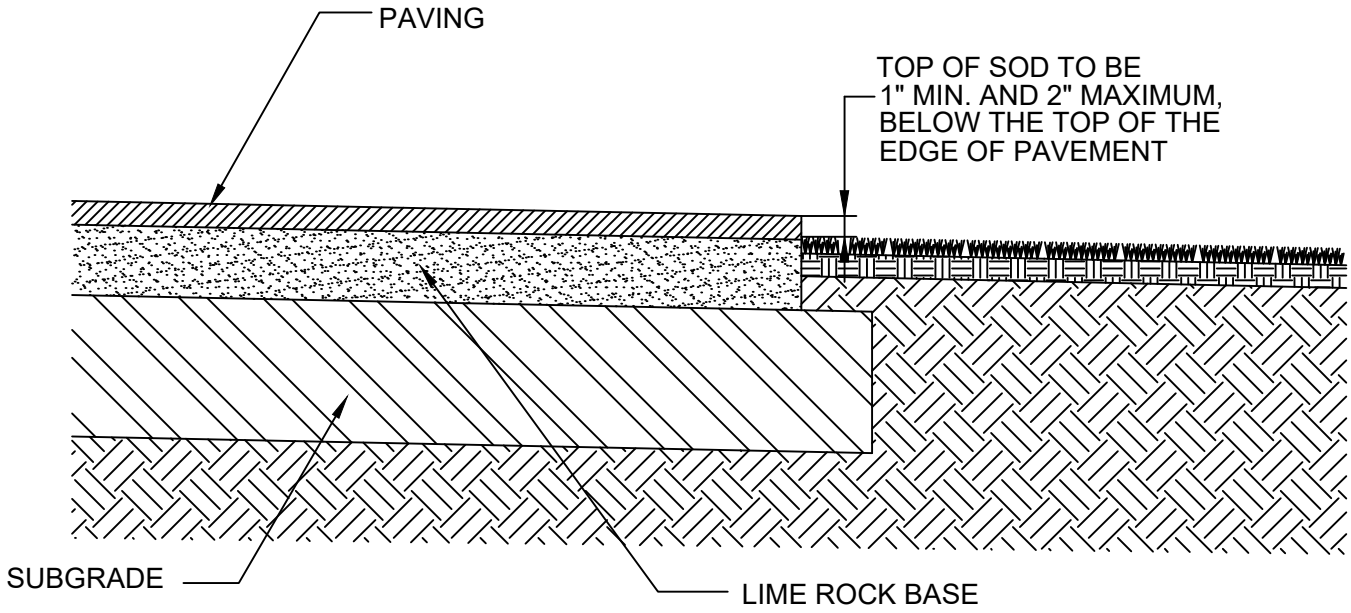 PAVING
TOP OF SOD TO BE
1" MIN. AND 2" MAXIMUM,
BELOW THE TOP OF THE
EDGE OF PAVEMENT
SUBGRADE
LIME ROCK BASE